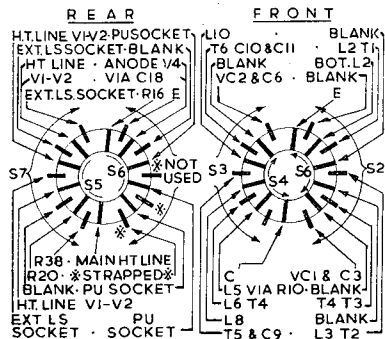 REAR
H.T. LINE V1-V2 · PU SOCKET
EXT. LS SOCKET · BLANK
HT LINE · ANODE V4
V1-V2 VIA C18
EXT. LS. SOCKET · R16 E
S7
S6
S5
※ NOT
USED
※
※
R38 · MAIN HT LINE
R20 · ※ STRAPPED ※
BLANK · PU SOCKET
H.T. LINE V1-V2
EXT LS PU
SOCKET · SOCKET
FRONT
L10 BLANK
T6 C10 & C11 · L2 T1
BLANK BOT. L2
VC2 & C6 · BLANK
E
S3
S6
S4
S2
C VC1 & C3
L5 VIA R10 · BLANK
L6 T4 T4 T3
L8 BLANK
T5 & C9 · L3 T2